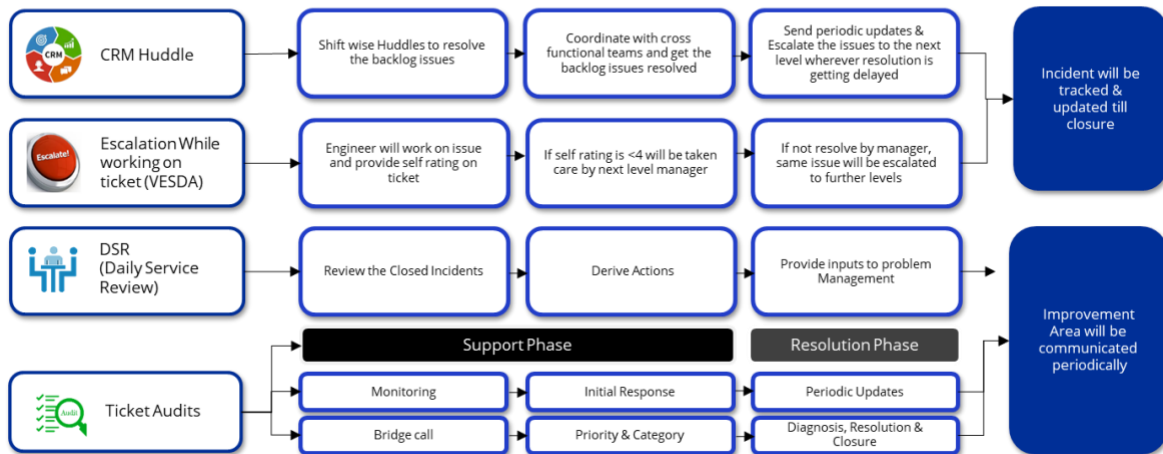 CRM
CRM Huddle
Shift wise Huddles to resolve
the backlog issues
Coordinate with cross
functional teams and get the
backlog issues resolved
Send periodic updates &
Escalate the issues to the next
level wherever resolution is
getting delayed
Incident will be
tracked &
updated till
closure
Escalate!
Escalation While
working on
ticket (VESDA)
Engineer will work on issue
and provide self rating on
ticket
If self rating is <4 will be taken
care by next level manager
If not resolve by manager,
same issue will be escalated
to further levels
DSR
(Daily Service
Review)
Review the Closed Incidents
Derive Actions
Provide inputs to problem
Management
Improvement
Area will be
communicated
periodically
Support Phase
Resolution Phase
Audit
Ticket Audits
Monitoring
Initial Response
Periodic Updates
Bridge call
Priority & Category
Diagnosis, Resolution &
Closure